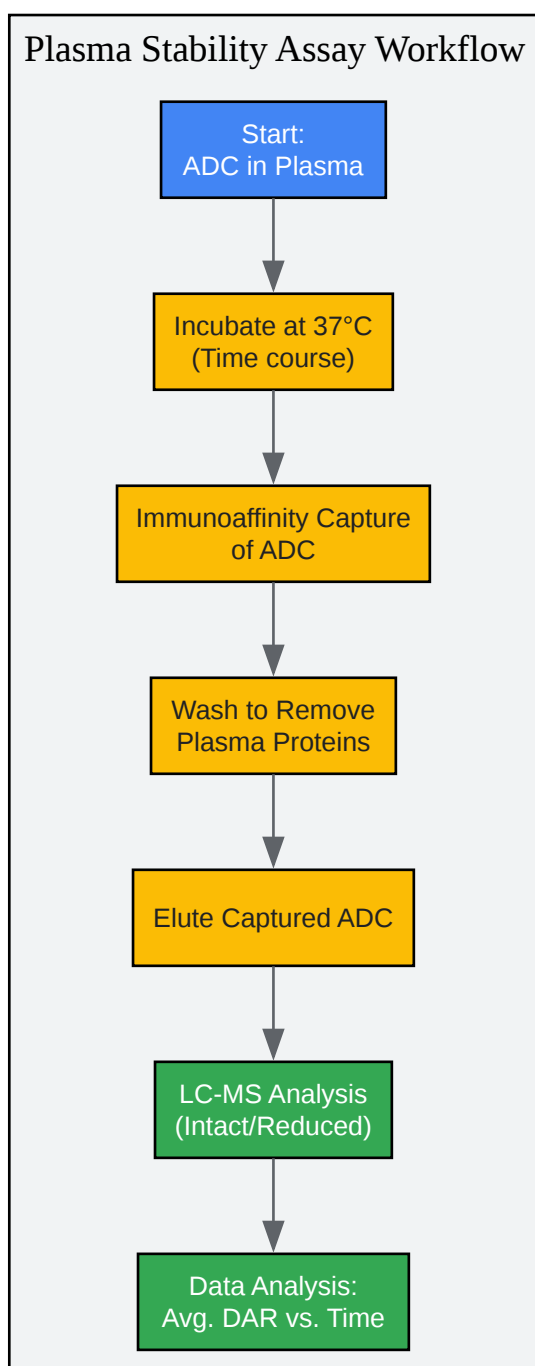 Plasma Stability Assay Workflow
Start:
ADC in Plasma
Incubate at 37°C
(Time course)
Immunoaffinity Capture
of ADC
Wash to Remove
Plasma Proteins
Elute Captured ADC
LC-MS Analysis
(Intact/Reduced)
Data Analysis:
Avg. DAR vs. Time